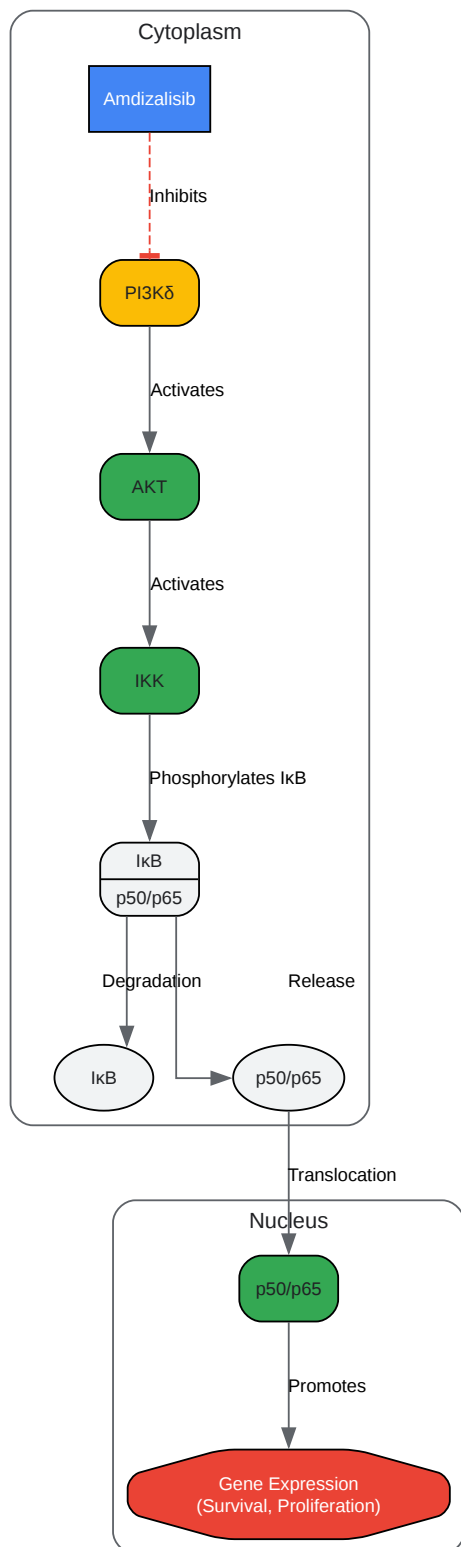 Cytoplasm
Amdizalisib
Inhibits
PI3Kδ
Activates
AKT
Activates
IKK
Phosphorylates IκB
IκB
p50/p65
Degradation
Release
IκB
p50/p65
Translocation
Nucleus
p50/p65
Promotes
Gene Expression
(Survival, Proliferation)